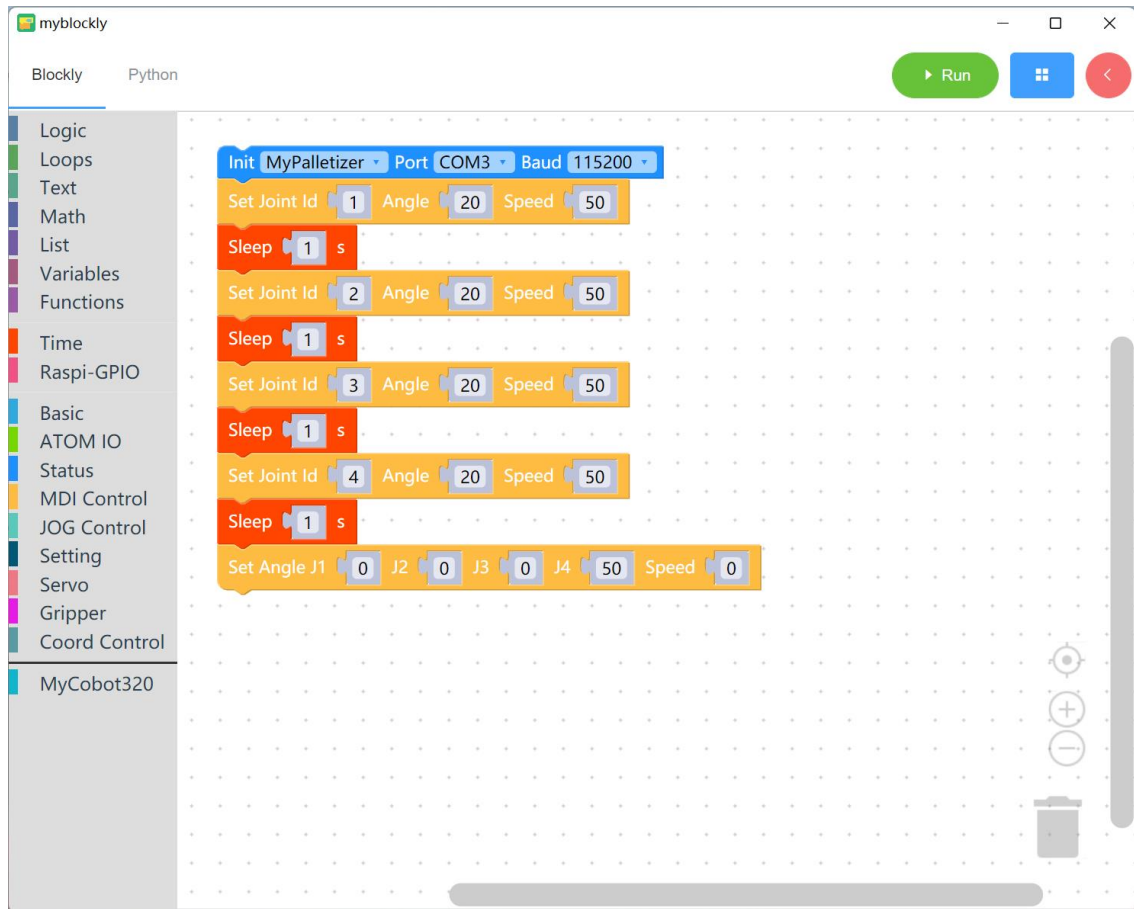 myblockly
Blockly Python Run
Logic
Loops
Text
Math
List
Variables
Functions
Time
Raspi-GPIO
Basic
ATOM IO
Status
MDI Control
JOG Control
Setting
Servo
Gripper
Coord Control
MyCobot320
Init MyPalletizer Port COM3 Baud 115200
Set Joint Id 1 Angle 20 Speed 50
Sleep 1 s
Set Joint Id 2 Angle 20 Speed 50
Sleep 1 s
Set Joint Id 3 Angle 20 Speed 50
Sleep 1 s
Set Joint Id 4 Angle 20 Speed 50
Sleep 1 s
Set Angle J1 0 J2 0 J3 0 J4 50 Speed 0